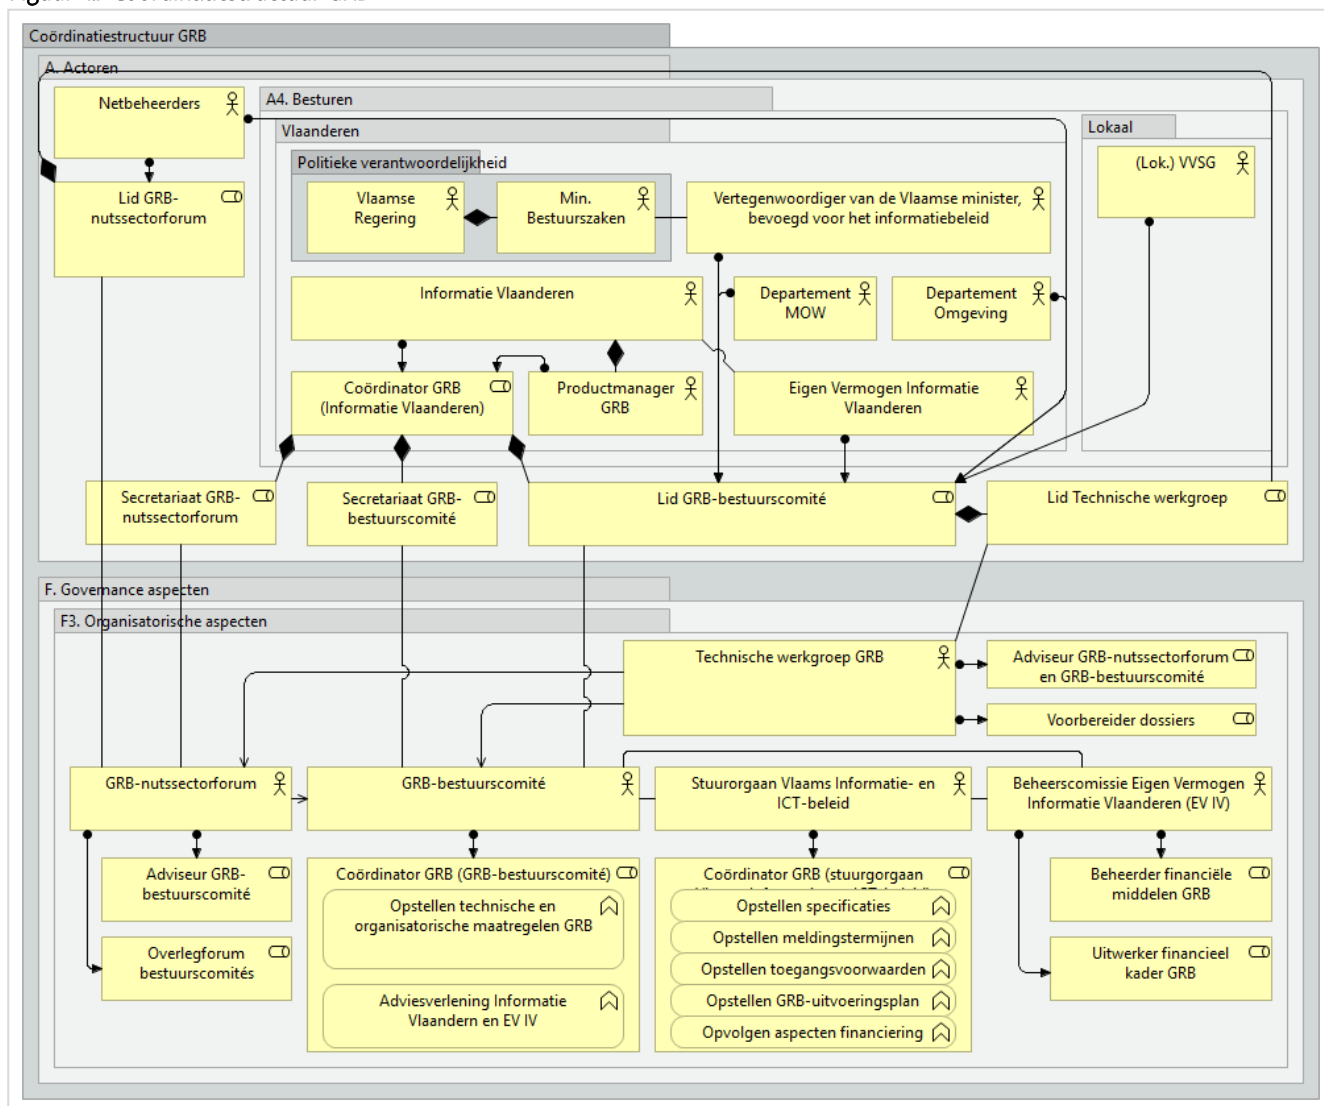 Coördinatiestructuur GRB
A. Actoren
Netbeheerders
A4. Besturen
Vlaanderen
Lokaal
Politieke verantwoordelijkheid
(Lok.) VVSG
Lid GRB-
nutssectorforum
Vlaamse
Regering
Min.
Bestuurszaken
Vertegenwoordiger van de Vlaamse minister,
bevoegd voor het informatiebeleid
Informatie Vlaanderen
Departement
MOW
Departement
Omgeving
Coördinator GRB
(Informatie Vlaanderen)
Productmanager
GRB
Eigen Vermogen Informatie
Vlaanderen
Secretariaat GRB-
nutssectorforum
Secretariaat GRB-
bestuurscomité
Lid GRB-bestuurscomité
Lid Technische werkgroep
F. Governance aspecten
F3. Organisatorische aspecten
Technische werkgroep GRB
Adviseur GRB-nutssectorforum
en GRB-bestuurscomité
Voorbereider dossiers
GRB-nutssectorforum
GRB-bestuurscomité
Stuurorgaan Vlaams Informatie- en
ICT-beleid
Beheerscomissie Eigen Vermogen
Informatie Vlaanderen (EV IV)
Adviseur GRB-
bestuurscomité
Overlegforum
bestuurscomités
Coördinator GRB (GRB-bestuurscomité)
Opstellen technische en
organisatorische maatregelen GRB
Adviesverlening Informatie
Vlaandern en EV IV
Coördinator GRB (stuurgorgaan
Opstellen specificaties
Opstellen meldingstermijnen
Opstellen toegangsvoorwaarden
Opstellen GRB-uitvoeringsplan
Opvolgen aspecten financiering
Beheerder financiële
middelen GRB
Uitwerker financieel
kader GRB